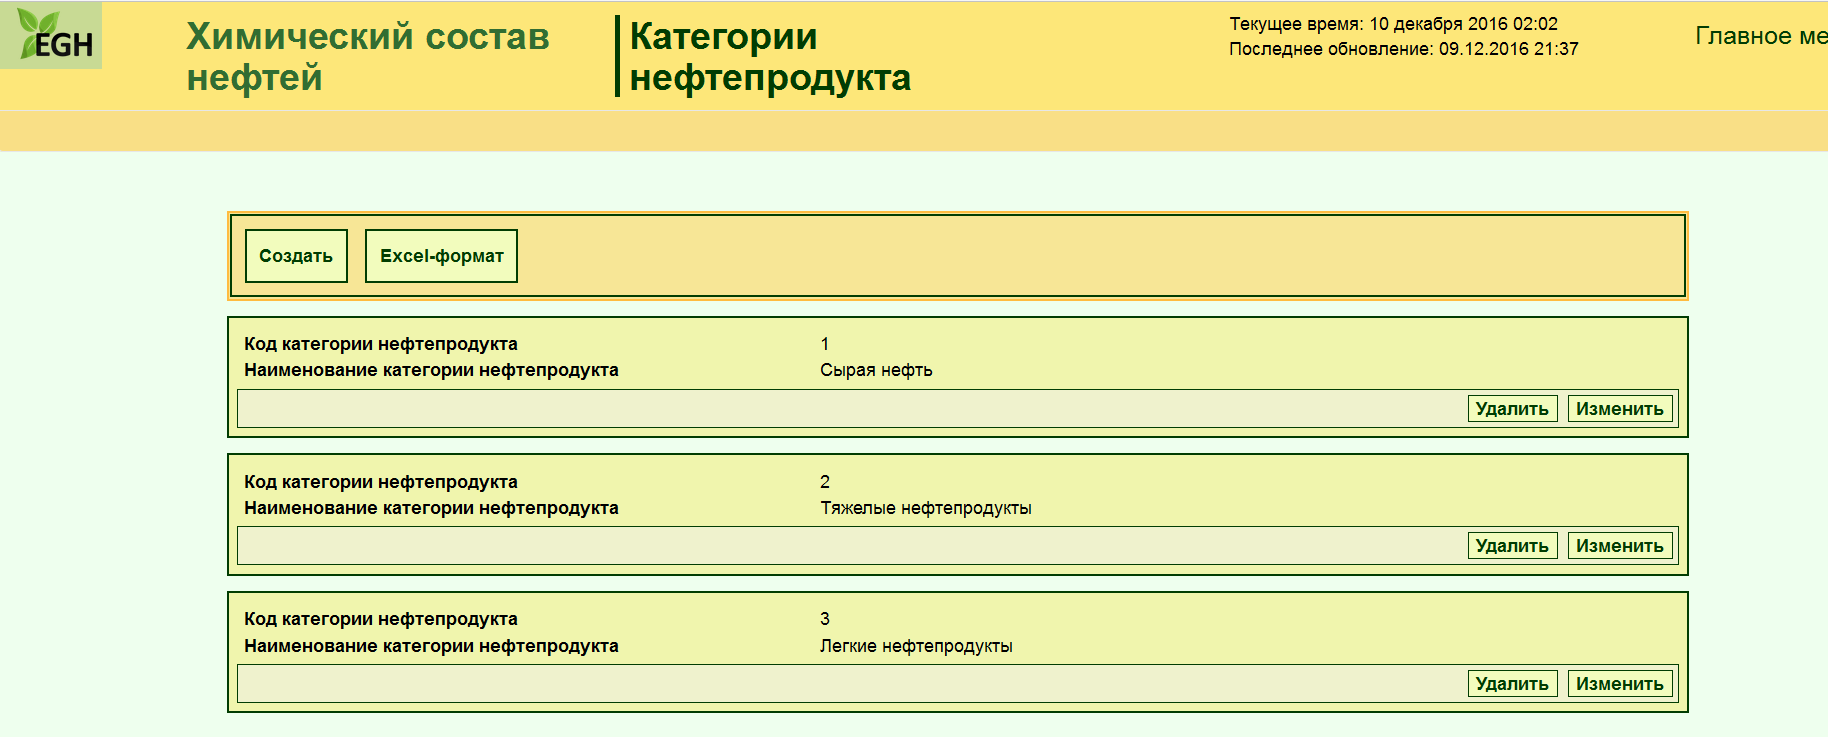 EGH
Химический состав
нефтей
Категории
нефтепродукта
Текущее время: 10 декабря 2016 02:02
Последнее обновление: 09.12.2016 21:37
Главное ме
Создать
Excel-формат
Код категории нефтепродукта 1
Наименование категории нефтепродукта Сырая нефть
Удалить Изменить
Код категории нефтепродукта 2
Наименование категории нефтепродукта Тяжелые нефтепродукты
Удалить Изменить
Код категории нефтепродукта 3
Наименование категории нефтепродукта Легкие нефтепродукты
Удалить Изменить